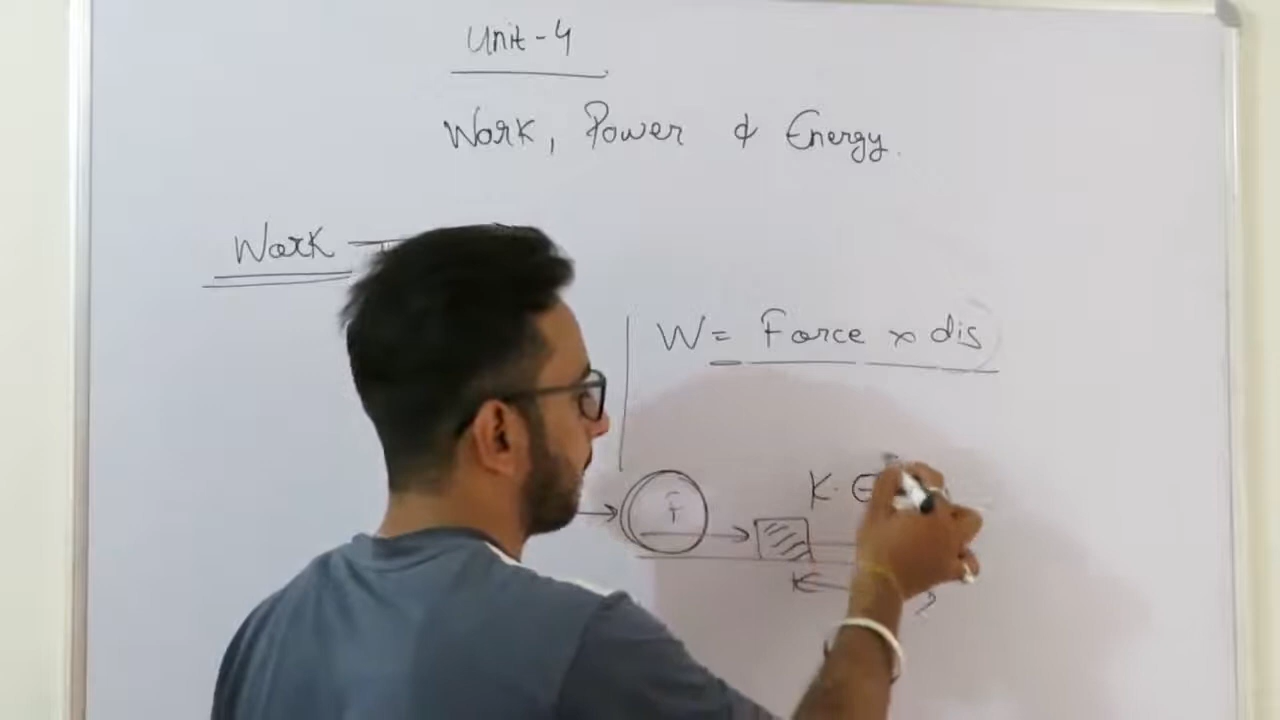 Unit-4
Work, Power & Energy.
Work
W= Force × dis
K.E
F